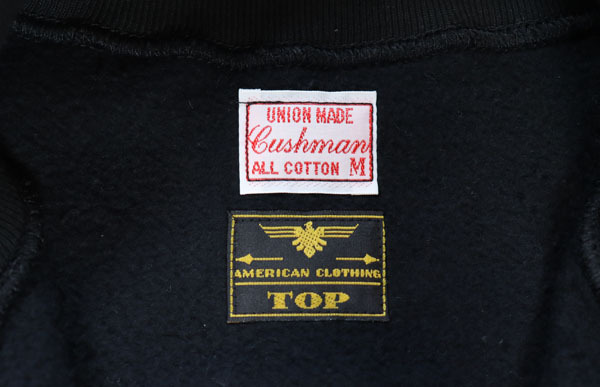 UNION MADE
Cushman
ALL COTTON M
AMERICAN CLOTHING
TOP